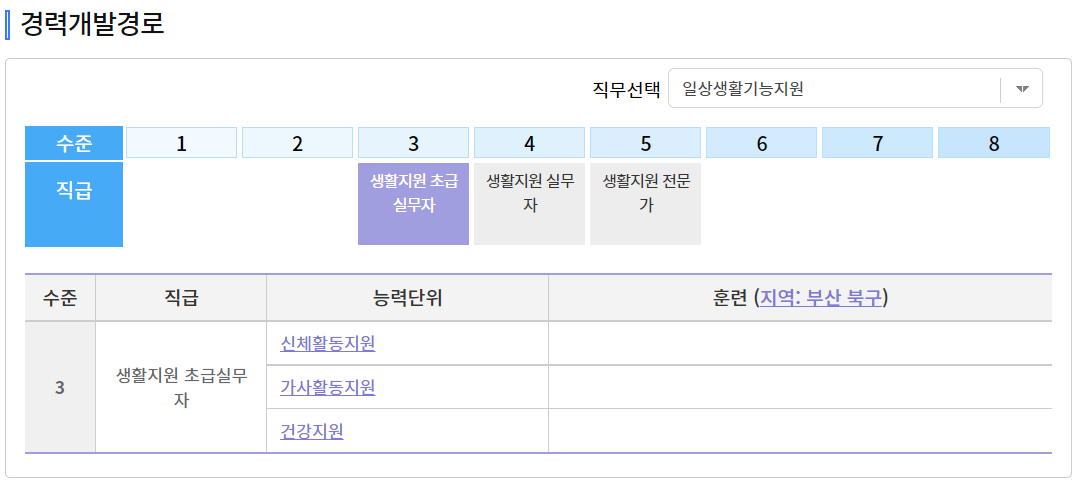 경력개발경로
직무선택 일상생활기능지원
수준 1 2 3 4 5 6 7 8
직급 생활지원 초급 생활지원 실무 생활지원 전문
실무자 자 가
수준 직급 능력단위 훈련 (지역: 부산 북구)
신체활동지원
3 생활지원 초급실무 가사활동지원
자
건강지원